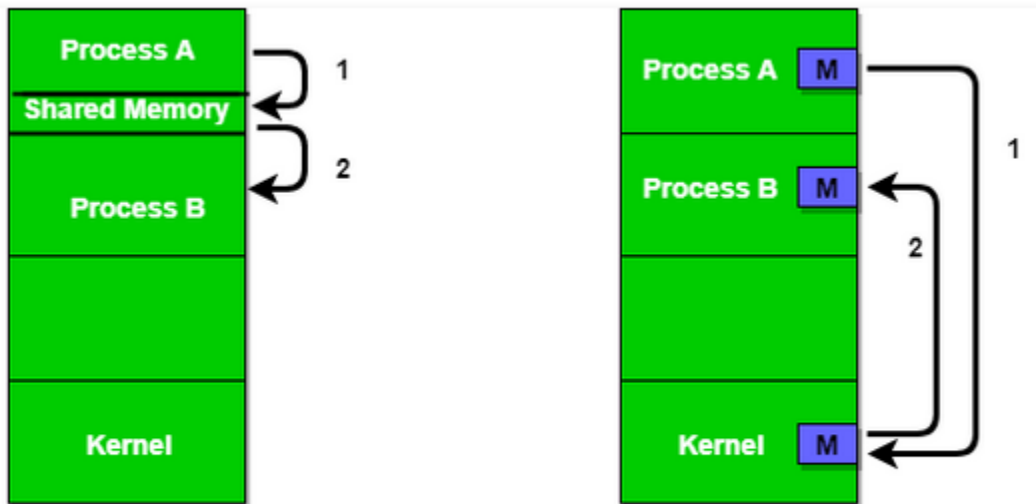 Process A
1
Shared Memory
2
Process B
Kernel
Process A M
1
Process B M
2
Kernel M